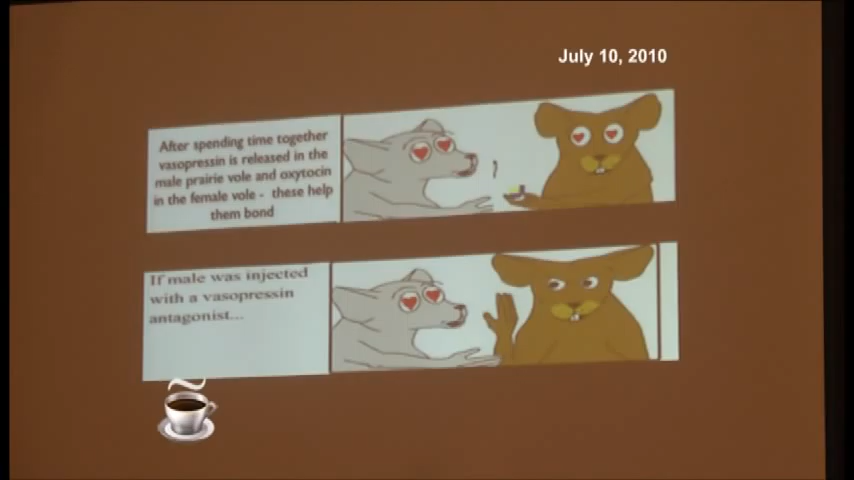 July 10, 2010
After spending time together
vasopressin is released in the
male prairie vole and oxytocin
in the female vole - these help
them bond
If male was injected
with a vasopressin
antagonist...